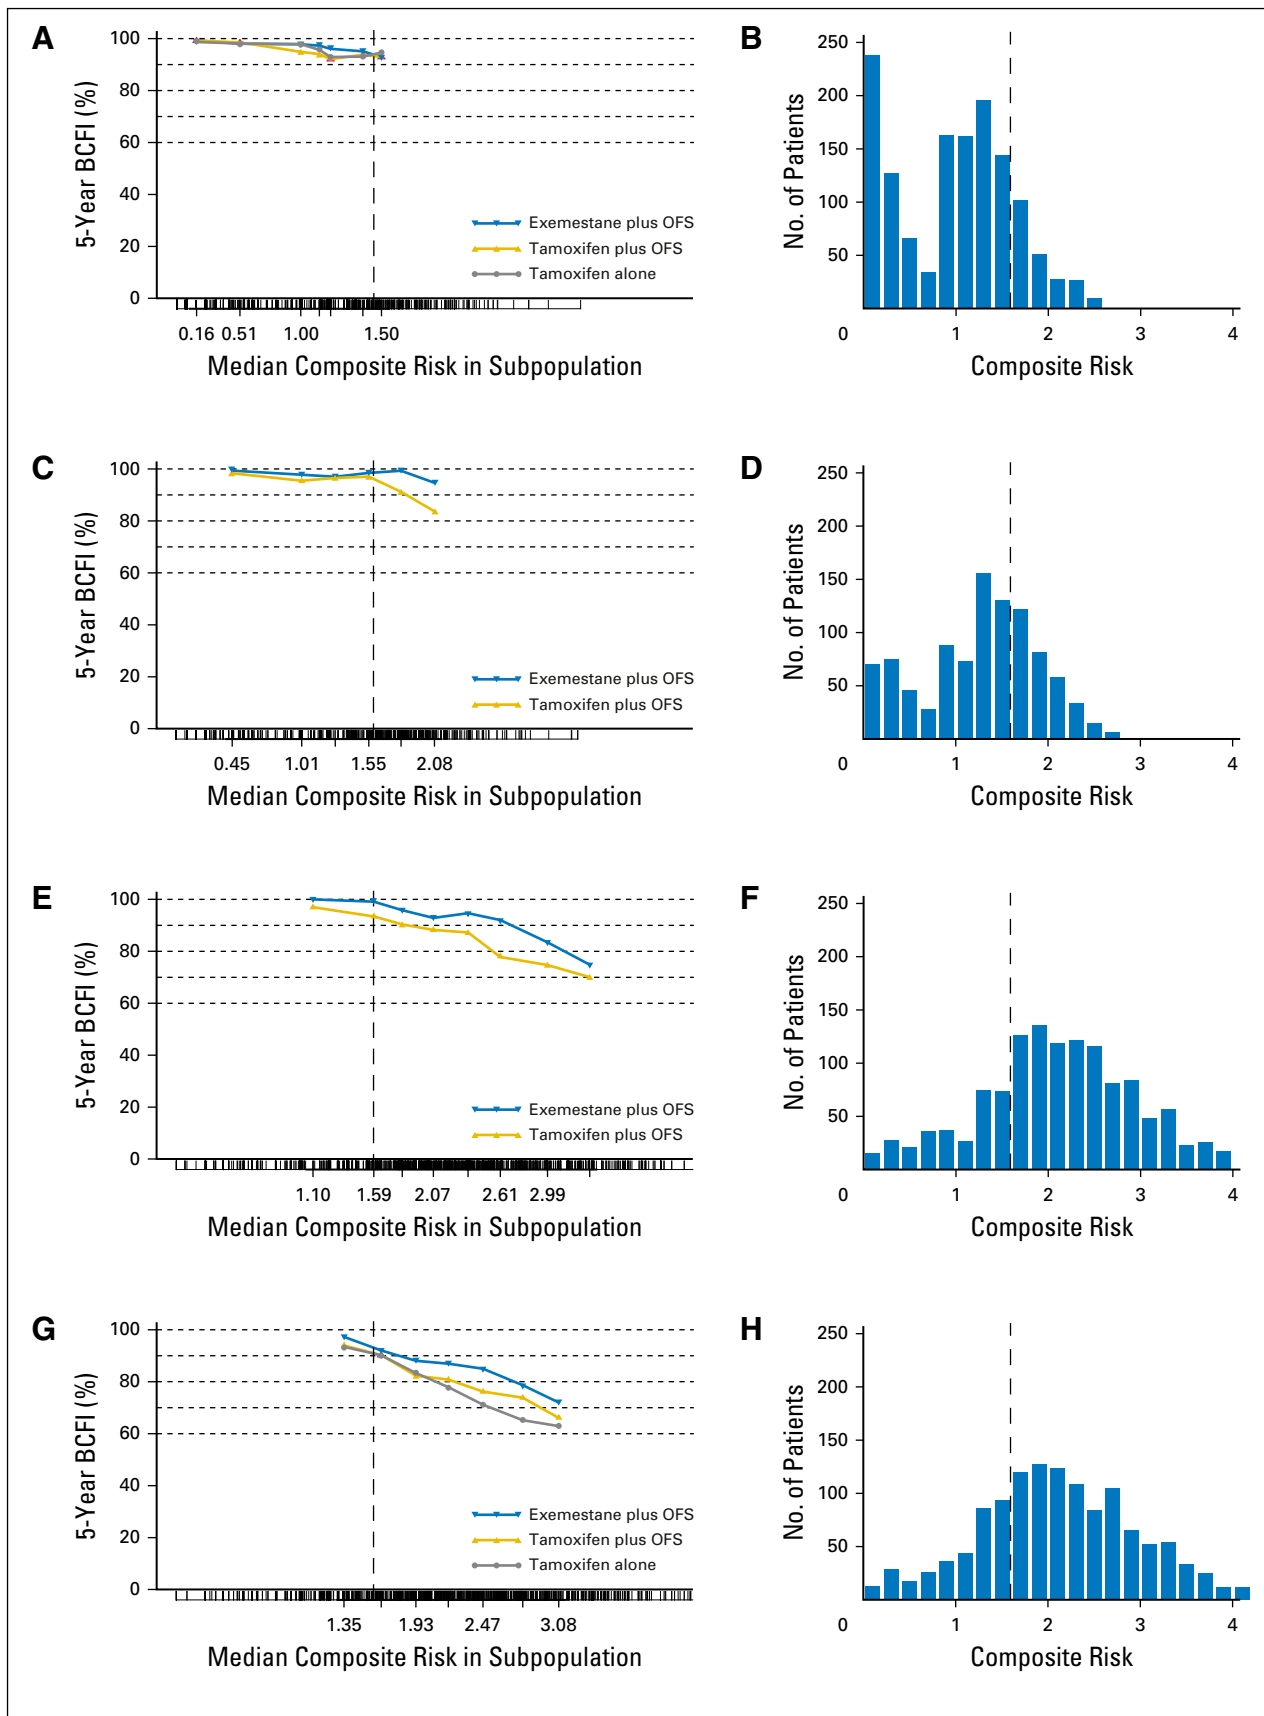 A
5-Year BCFI (%)
100
80
60
40
20
0
Exemestane plus OFS
Tamoxifen plus OFS
Tamoxifen alone
0.16 0.51 1.00 1.50
Median Composite Risk in Subpopulation
B
No. of Patients
250
200
150
100
50
0 1 2 3 4
Composite Risk
C
5-Year BCFI (%)
100
80
60
40
20
0
Exemestane plus OFS
Tamoxifen plus OFS
0.45 1.01 1.55 2.08
Median Composite Risk in Subpopulation
D
No. of Patients
250
200
150
100
50
0 1 2 3 4
Composite Risk
E
5-Year BCFI (%)
100
80
60
40
20
0
Exemestane plus OFS
Tamoxifen plus OFS
1.10 1.59 2.07 2.61 2.99
Median Composite Risk in Subpopulation
F
No. of Patients
250
200
150
100
50
0 1 2 3 4
Composite Risk
G
5-Year BCFI (%)
100
80
60
40
20
0
Exemestane plus OFS
Tamoxifen plus OFS
Tamoxifen alone
1.35 1.93 2.47 3.08
Median Composite Risk in Subpopulation
H
No. of Patients
250
200
150
100
50
0 1 2 3 4
Composite Risk